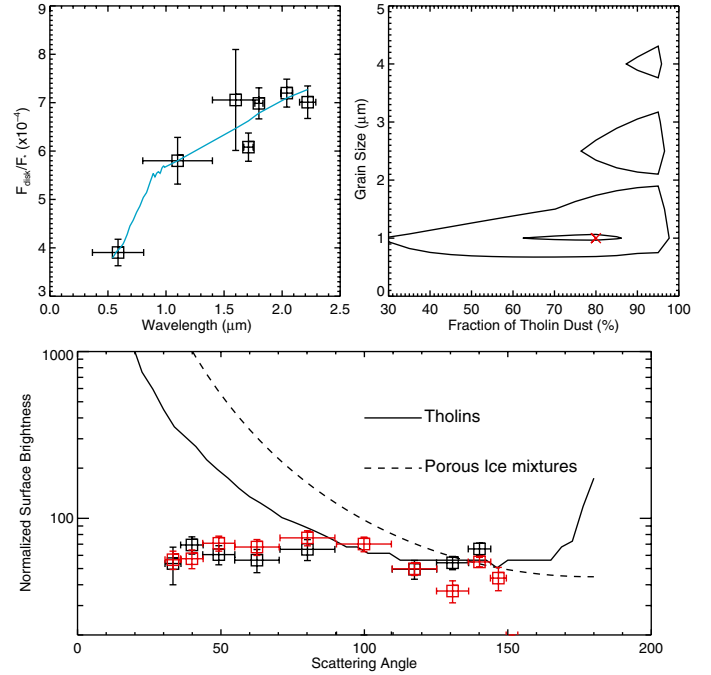 9
8
7
6
5
4
3
F_disk/F. (x10⁻⁴)
0.0 0.5 1.0 1.5 2.0 2.5
Wavelength (μm)
5
4
3
2
1
0
Grain Size (μm)
30 40 50 60 70 80 90 100
Fraction of Tholin Dust (%)
1000
100
Normalized Surface Brightness
Tholins
Porous Ice mixtures
0 50 100 150 200
Scattering Angle